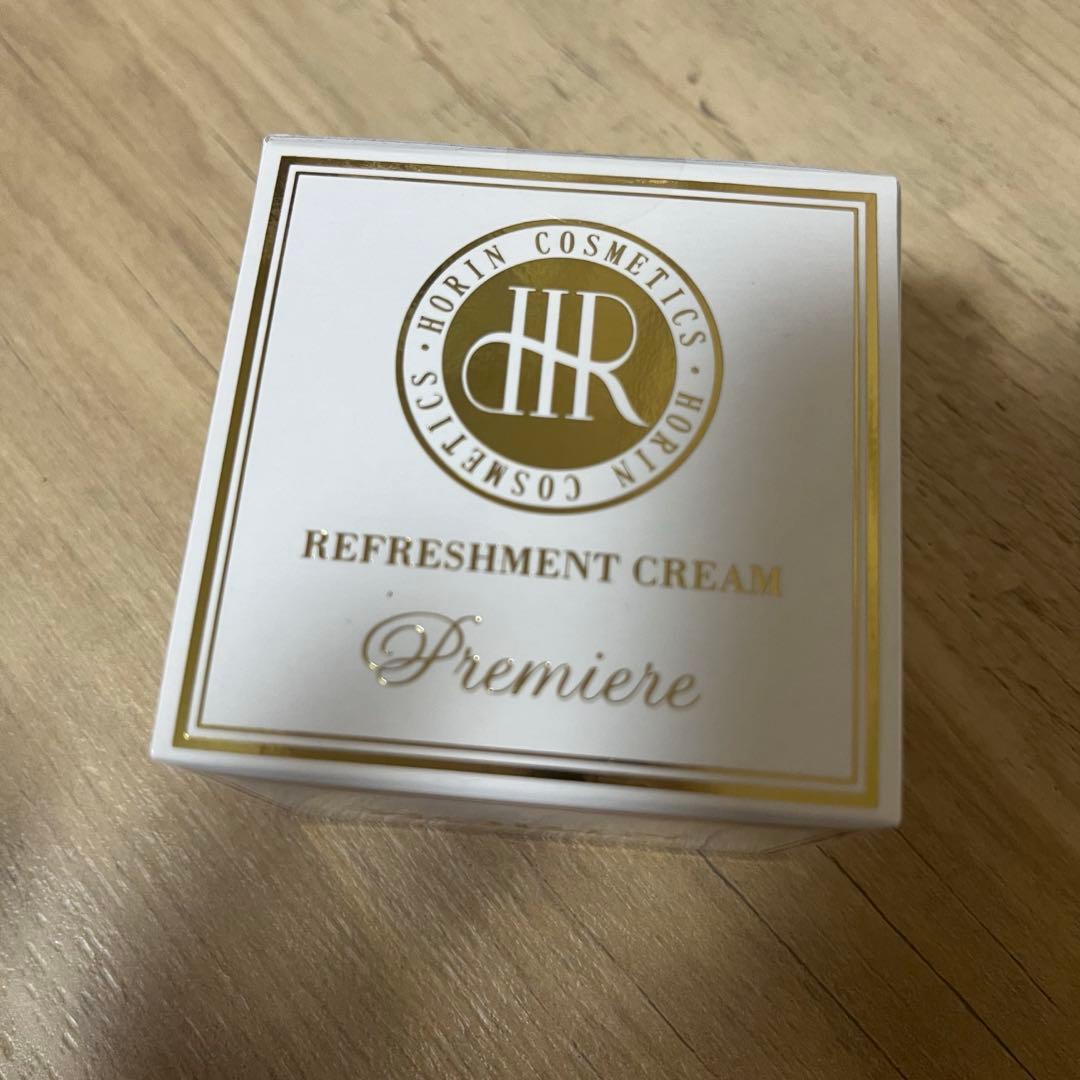 HORIN COSMETICS · HORIN COSMETICS ·
HR
REFRESHMENT CREAM
Premiere